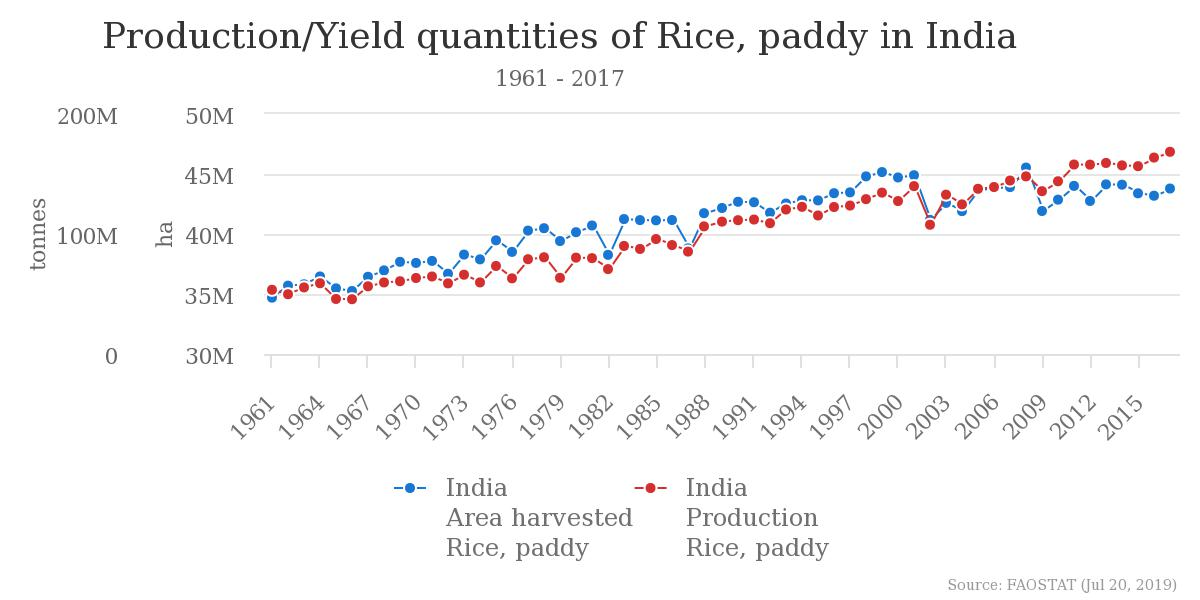 Production/Yield quantities of Rice, paddy in India
1961 - 2017
200M
50M
45M
100M
40M
35M
0
30M
tonnes
ha
1961
1964
1967
1970
1973
1976
1979
1982
1985
1988
1991
1994
1997
2000
2003
2006
2009
2012
2015
India
Area harvested
Rice, paddy
India
Production
Rice, paddy
Source: FAOSTAT (Jul 20, 2019)